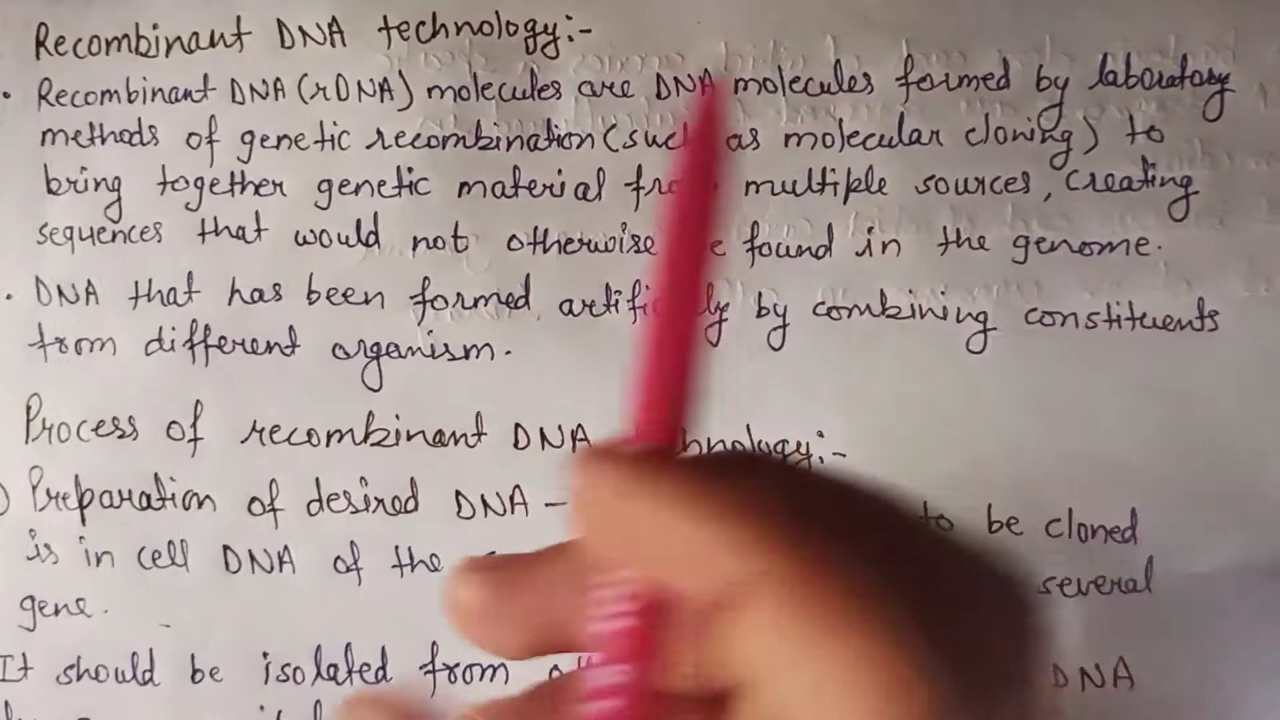 Recombinant DNA technology:-
• Recombinant DNA (rDNA) molecules are DNA molecules formed by laboratory
methods of genetic recombination (such as molecular cloning) to
bring together genetic material from multiple sources, creating
sequences that would not otherwise be found in the genome.
• DNA that has been formed artificially by combining constituents
from different organism.
Process of recombinant DNA technology:-
Preparation of desired DNA - to be cloned
is in cell DNA of the several
gene.
It should be isolated from DNA